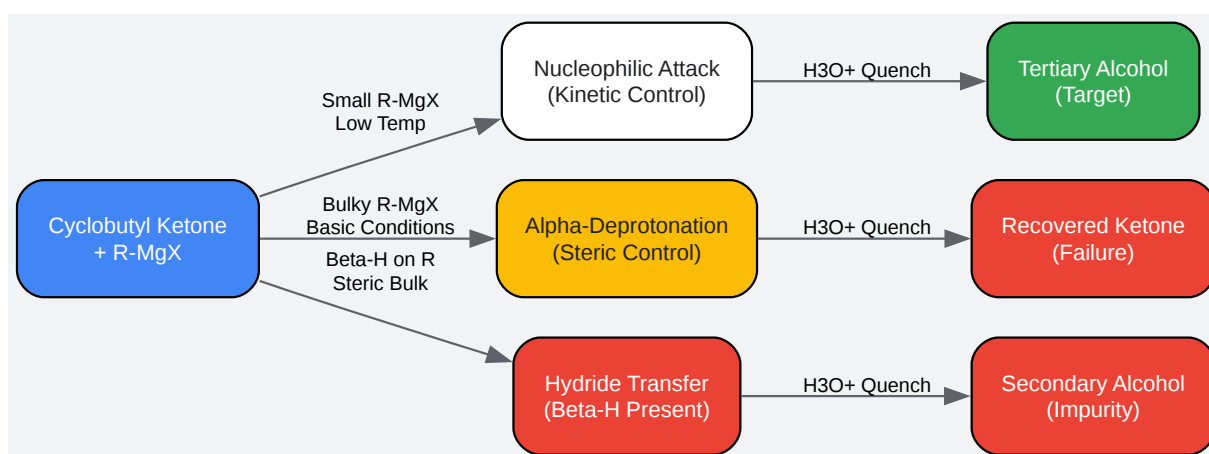 Small R-MgX
Low Temp
Nucleophilic Attack
(Kinetic Control)
H3O+ Quench
Tertiary Alcohol
(Target)
Cyclobutyl Ketone
+ R-MgX
Bulky R-MgX
Basic Conditions
Alpha-Deprotonation
(Steric Control)
H3O+ Quench
Recovered Ketone
(Failure)
Beta-H on R
Steric Bulk
Hydride Transfer
(Beta-H Present)
H3O+ Quench
Secondary Alcohol
(Impurity)